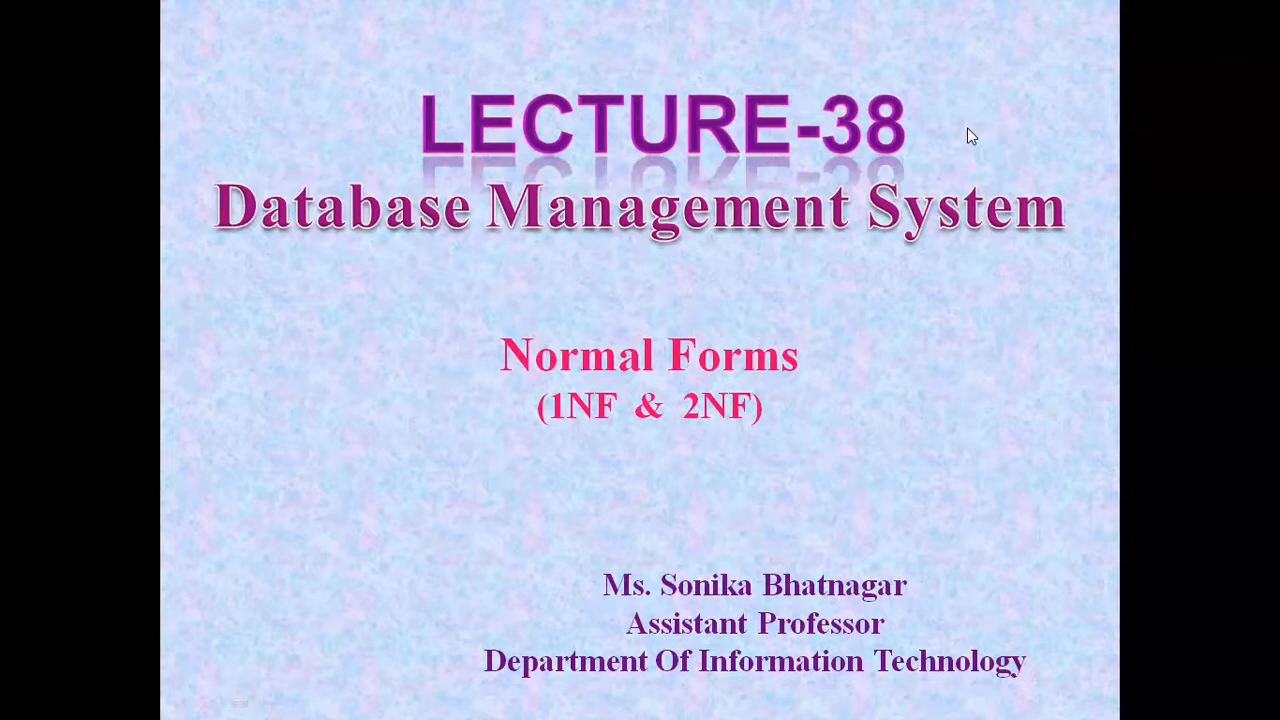 LECTURE-38
Database Management System
Normal Forms
(1NF & 2NF)
Ms. Sonika Bhatnagar
Assistant Professor
Department Of Information Technology